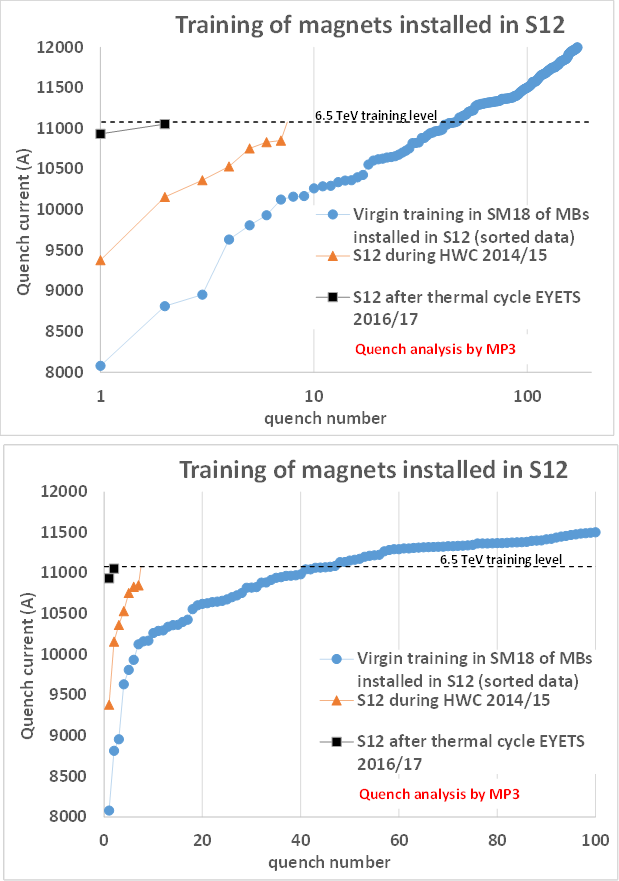 Training of magnets installed in S12
12000
11500
11000
10500
10000
9500
9000
8500
8000
Quench current (A)
6.5 TeV training level
Virgin training in SM18 of MBs
installed in S12 (sorted data)
S12 during HWC 2014/15
S12 after thermal cycle EYETS
2016/17
Quench analysis by MP3
1
10
100
quench number
Training of magnets installed in S12
12000
11500
11000
10500
10000
9500
9000
8500
8000
Quench current (A)
6.5 TeV training level
Virgin training in SM18 of MBs
installed in S12 (sorted data)
S12 during HWC 2014/15
S12 after thermal cycle EYETS
2016/17
Quench analysis by MP3
0
20
40
60
80
100
quench number